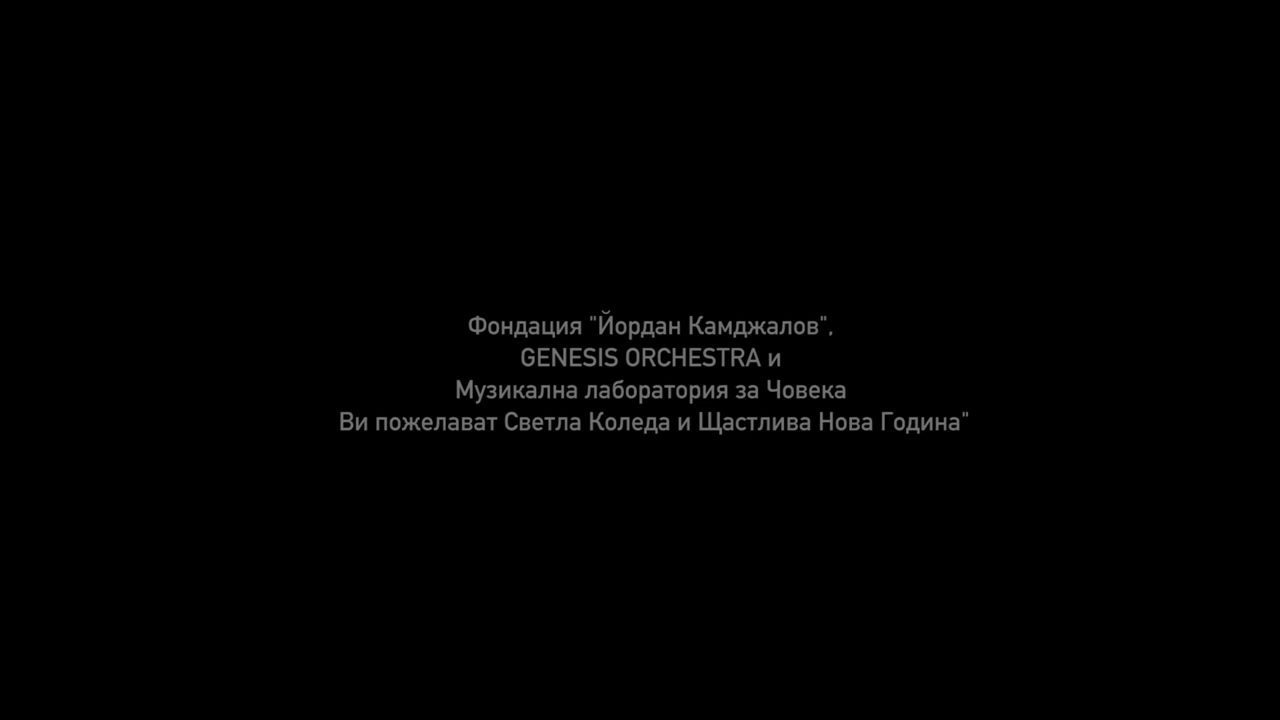 Фондация "Йордан Камджалов",
GENESIS ORCHESTRA и
Музикална лаборатория за Човека
Ви пожелават Светла Коледа и Щастлива Нова Година"